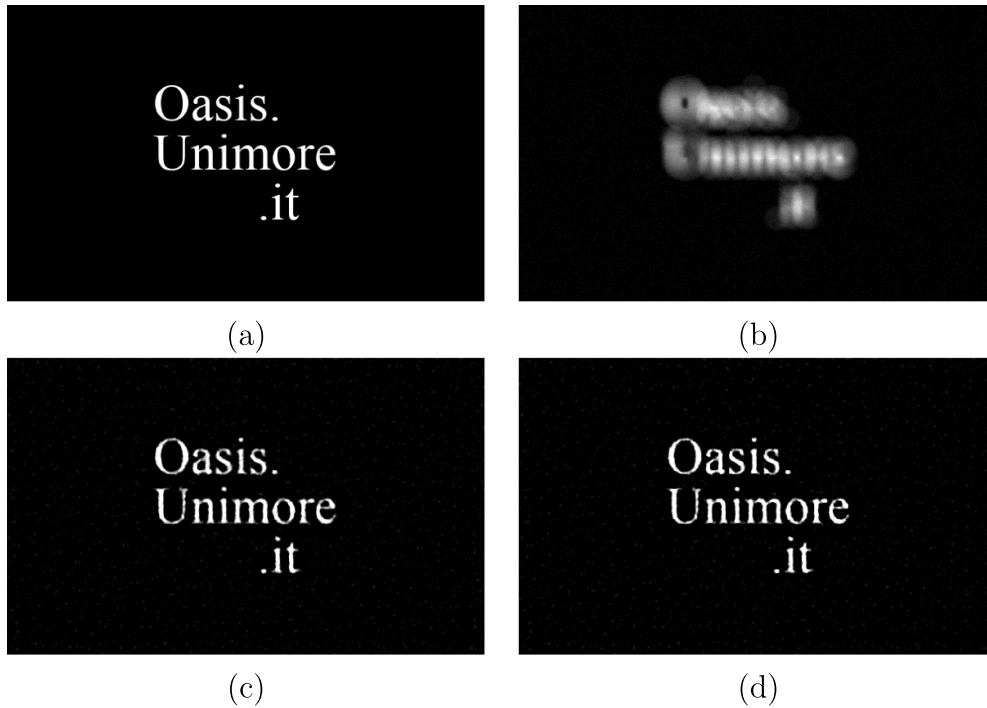 Oasis.
Unimore
.it
(a)
(b)
Oasis.
Unimore
.it
Oasis.
Unimore
.it
(c)
(d)